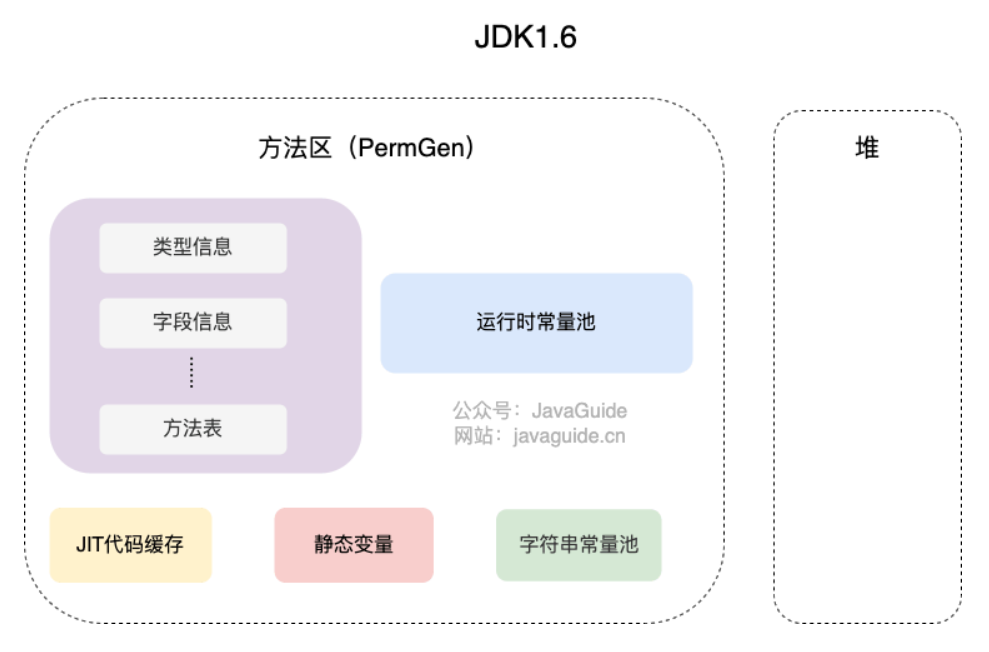 JDK1.6
方法区（PermGen）
堆
类型信息
字段信息
方法表
运行时常量池
公众号：JavaGuide
网站：javaguide.cn
JIT代码缓存
静态变量
字符串常量池